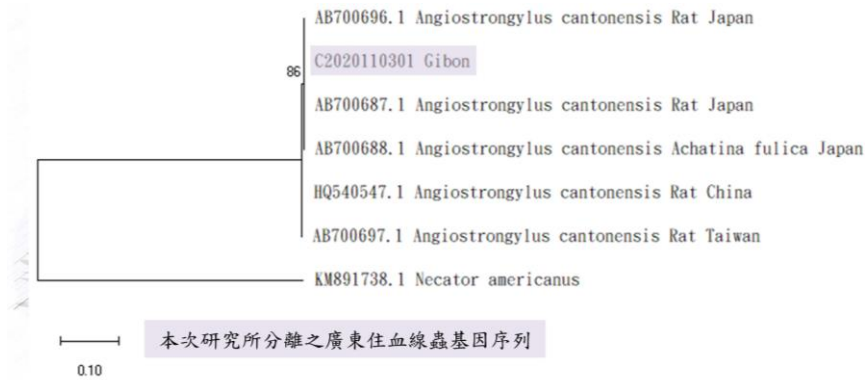 AB700696.1 Angiostrongylus cantonensis Rat Japan
C2020110301 Gibon
86
AB700687.1 Angiostrongylus cantonensis Rat Japan
AB700688.1 Angiostrongylus cantonensis Achatina fulica Japan
HQ540547.1 Angiostrongylus cantonensis Rat China
AB700697.1 Angiostrongylus cantonensis Rat Taiwan
KM891738.1 Necator americanus
本次研究所分離之廣東住血線蟲基因序列
0.10